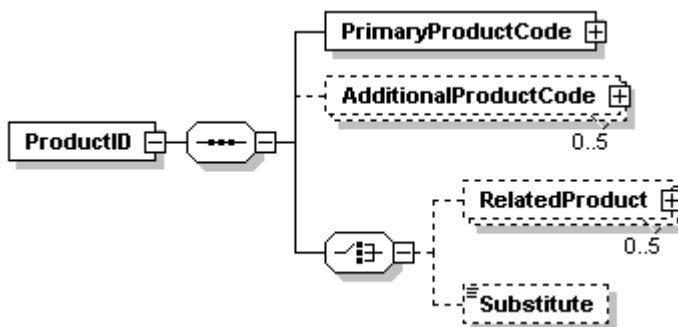 PrimaryProductCode
AdditionalProductCode
0..5
ProductID
RelatedProduct
0..5
Substitute